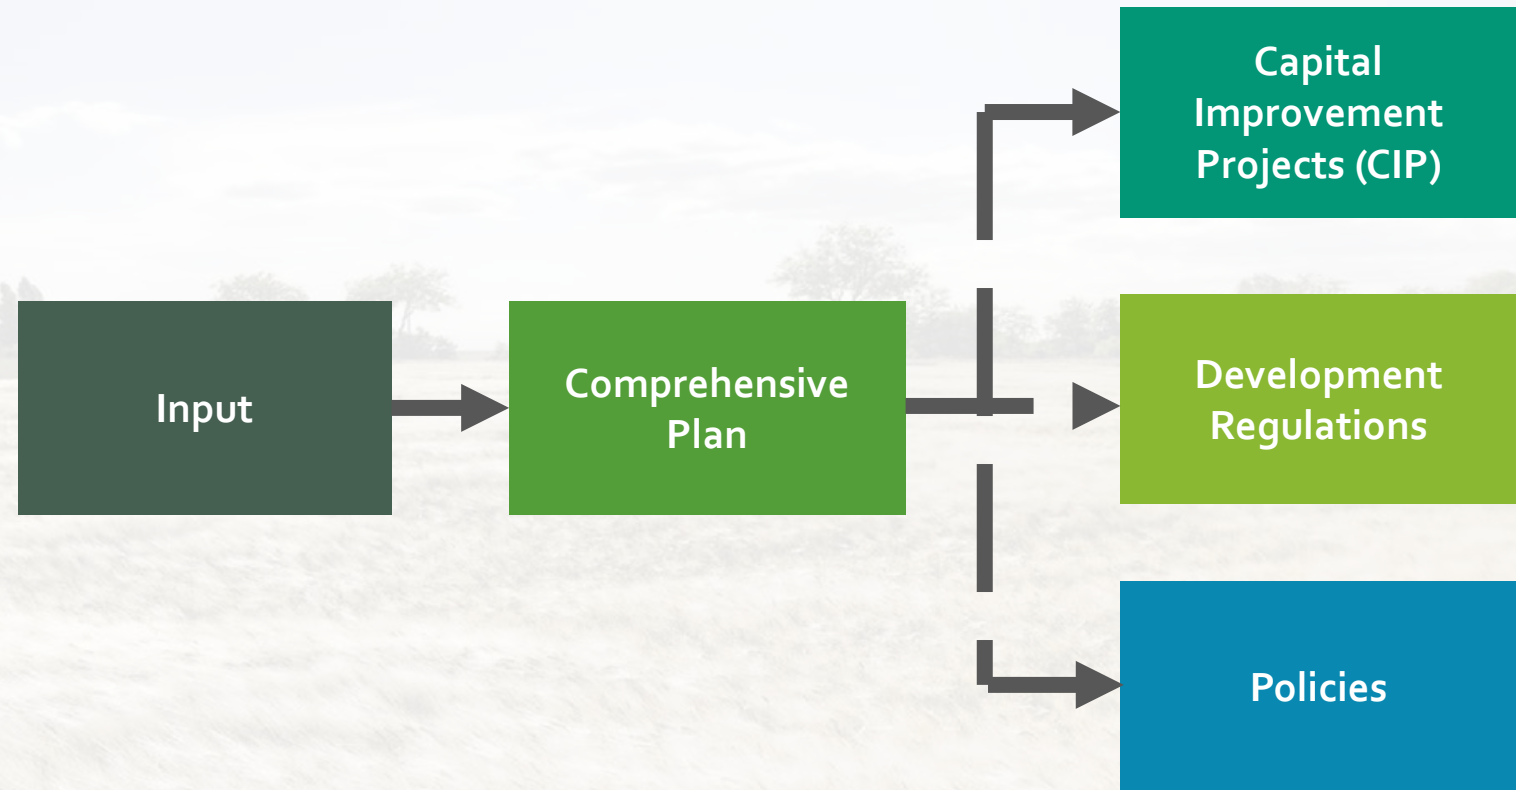 Input
Comprehensive
Plan
Capital
Improvement
Projects (CIP)
Development
Regulations
Policies